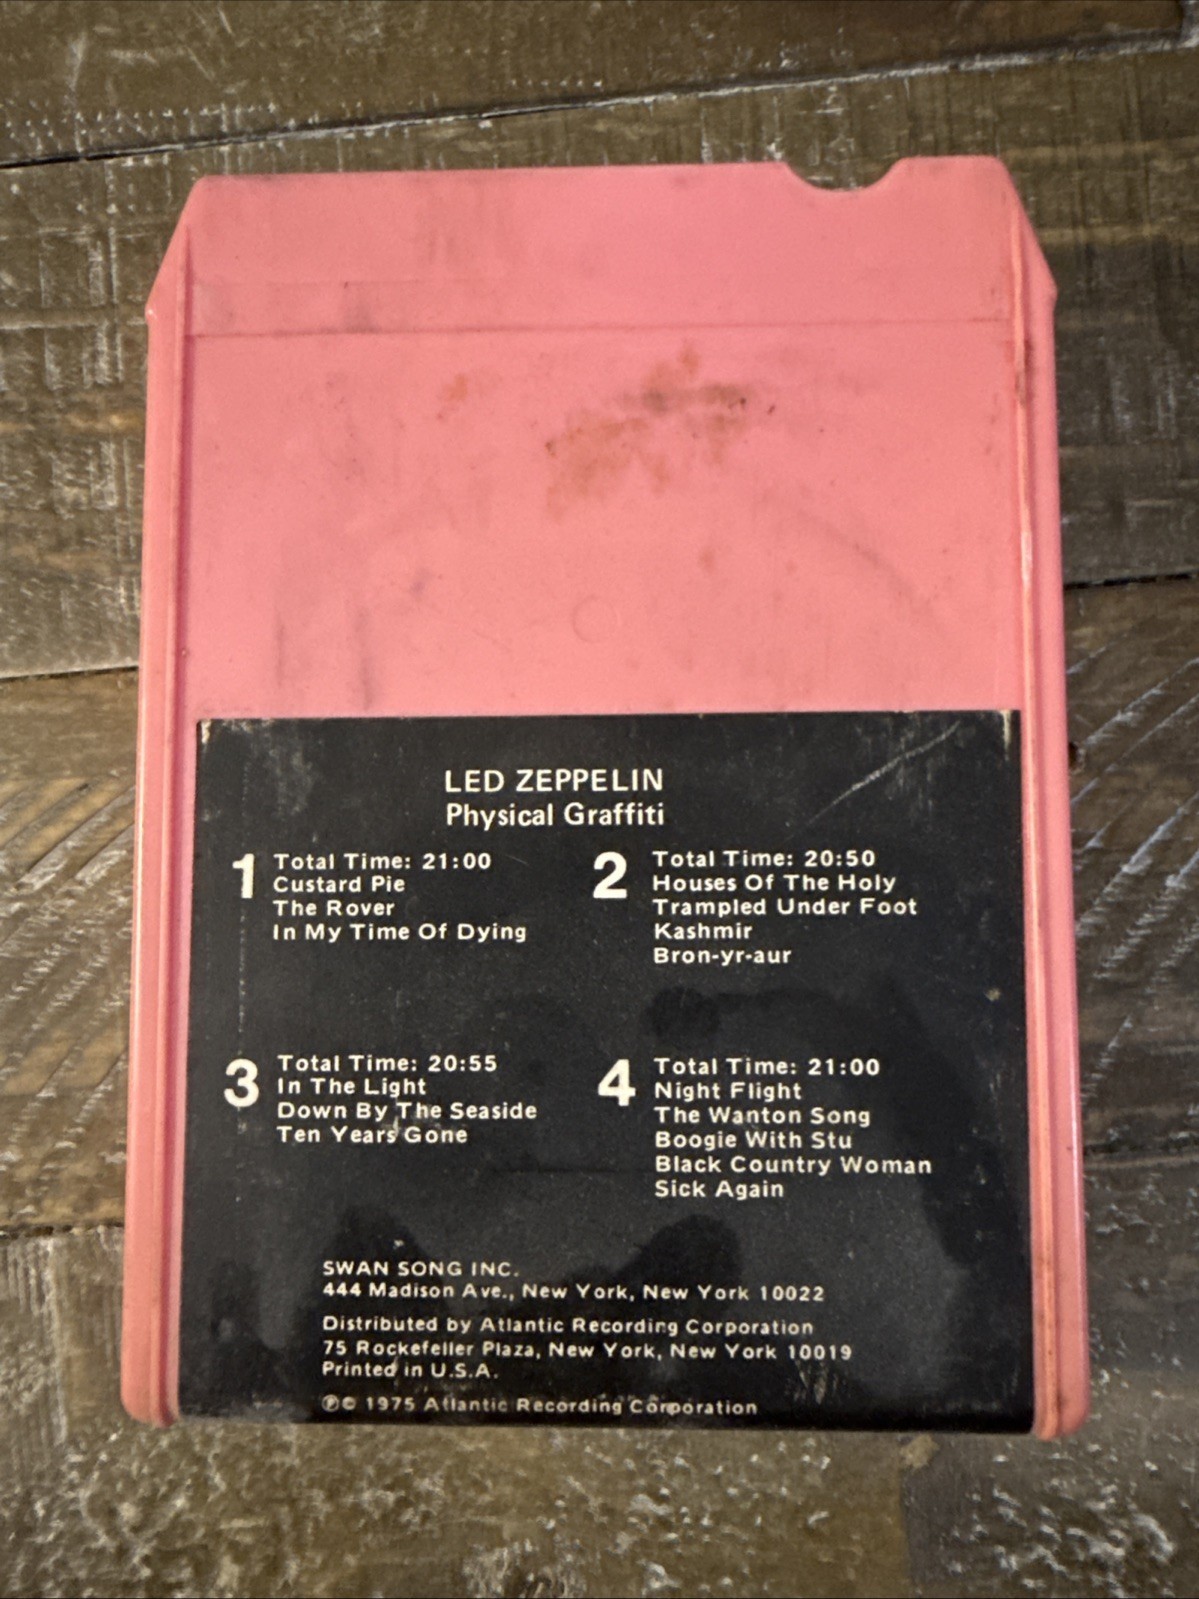 LED ZEPPELIN
Physical Graffiti
1 Total Time: 21:00
Custard Pie
The Rover
In My Time Of Dying
2 Total Time: 20:50
Houses Of The Holy
Trampled Under Foot
Kashmir
Bron-yr-aur
3 Total Time: 20:55
In The Light
Down By The Seaside
Ten Years Gone
4 Total Time: 21:00
Night Flight
The Wanton Song
Boogie With Stu
Black Country Woman
Sick Again
SWAN SONG INC.
444 Madison Ave., New York, New York 10022
Distributed by Atlantic Recording Corporation
75 Rockefeller Plaza, New York, New York 10019
Printed in U.S.A.
℗© 1975 Atlantic Recording Corporation